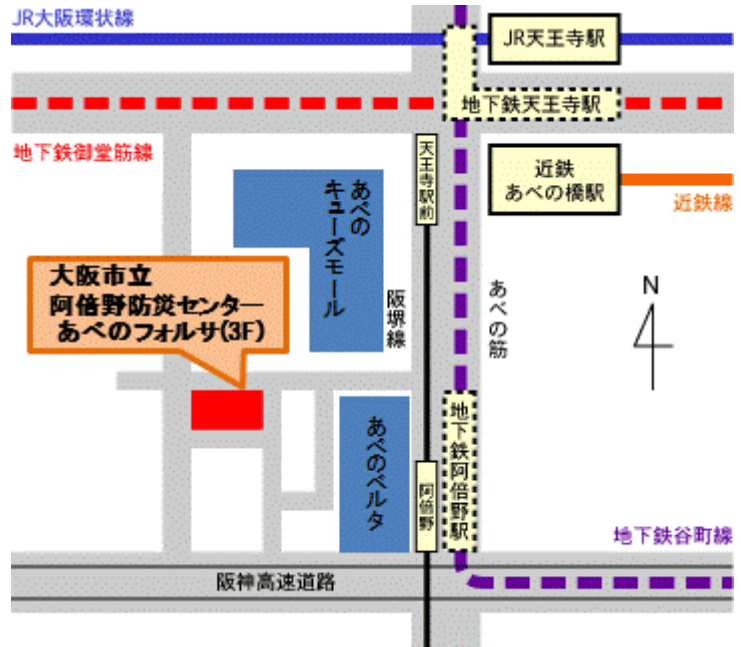 JR大阪環状線
JR天王寺駅
地下鉄天王寺駅
地下鉄御堂筋線
天王寺駅前
近鉄
あべの橋駅
近鉄線
あべの
キューズモール
大阪市立
阿倍野防災センター
あべのフォルサ(3F)
阪堺線
あべの筋
N
あべのベルタ
阿倍野
地下鉄阿倍野駅
地下鉄谷町線
阪神高速道路